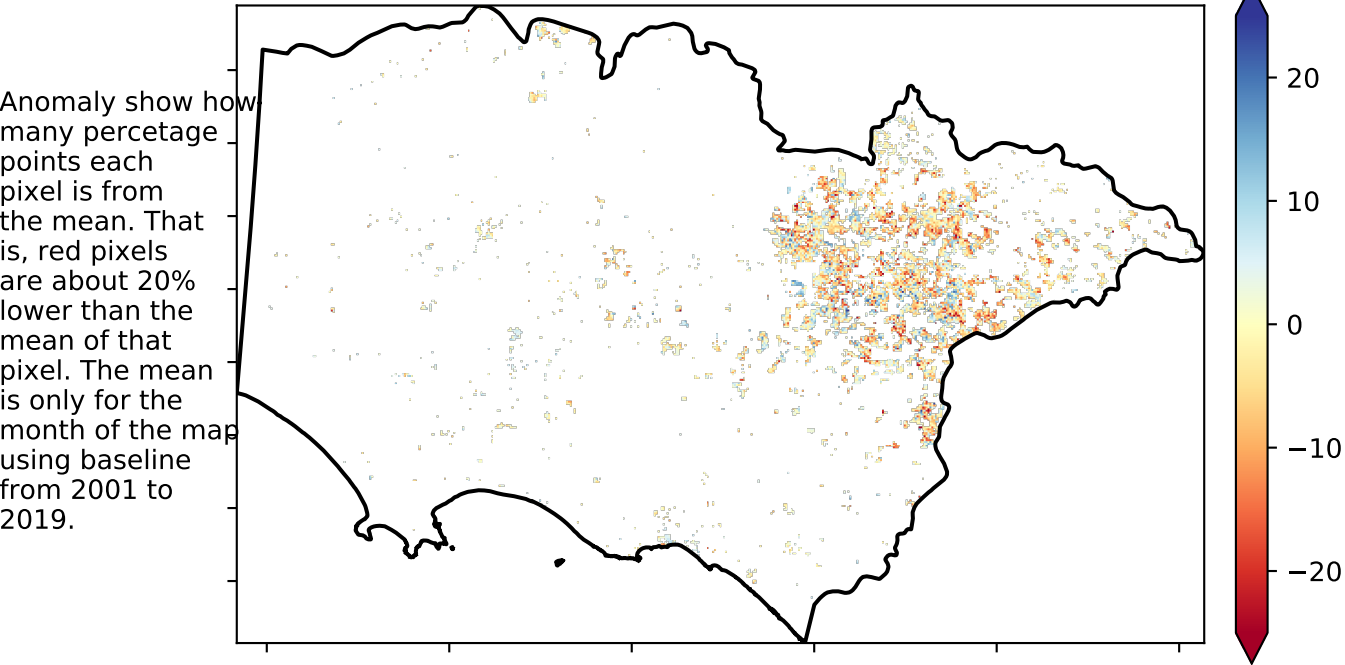 Anomaly show how
many percetage
points each
pixel is from
the mean. That
is, red pixels
are about 20%
lower than the
mean of that
pixel. The mean
is only for the
month of the map
using baseline
from 2001 to
2019.
20
10
0
−10
−20